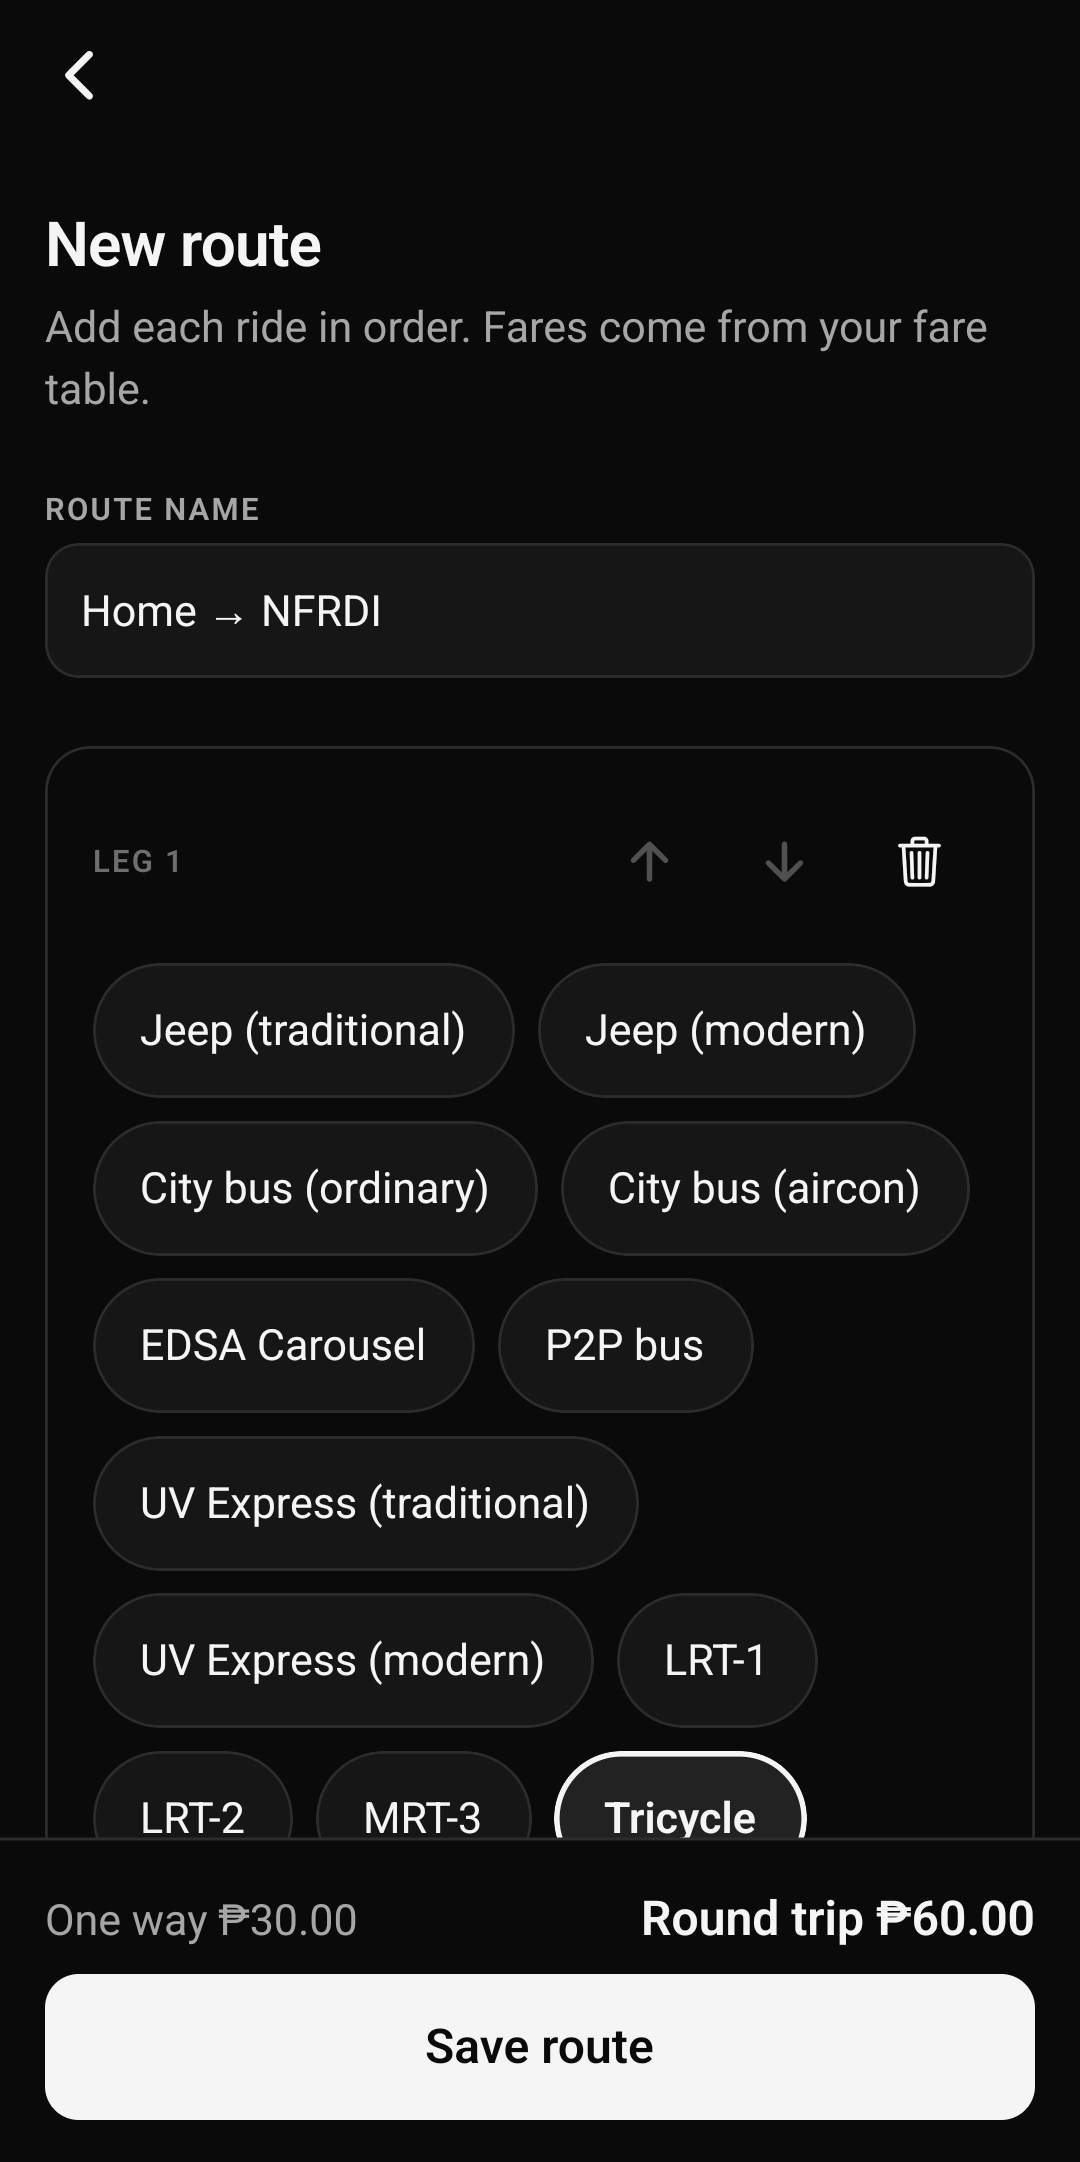 New route
Add each ride in order. Fares come from your fare
table.
ROUTE NAME
Home → NFRDI
LEG 1
Jeep (traditional) Jeep (modern)
City bus (ordinary) City bus (aircon)
EDSA Carousel P2P bus
UV Express (traditional)
UV Express (modern) LRT-1
LRT-2 MRT-3 Tricycle
One way ₱30.00 Round trip ₱60.00
Save route